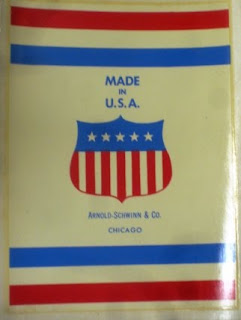 MADE
IN
U.S.A.
ARNOLD-SCHWINN & CO.
CHICAGO